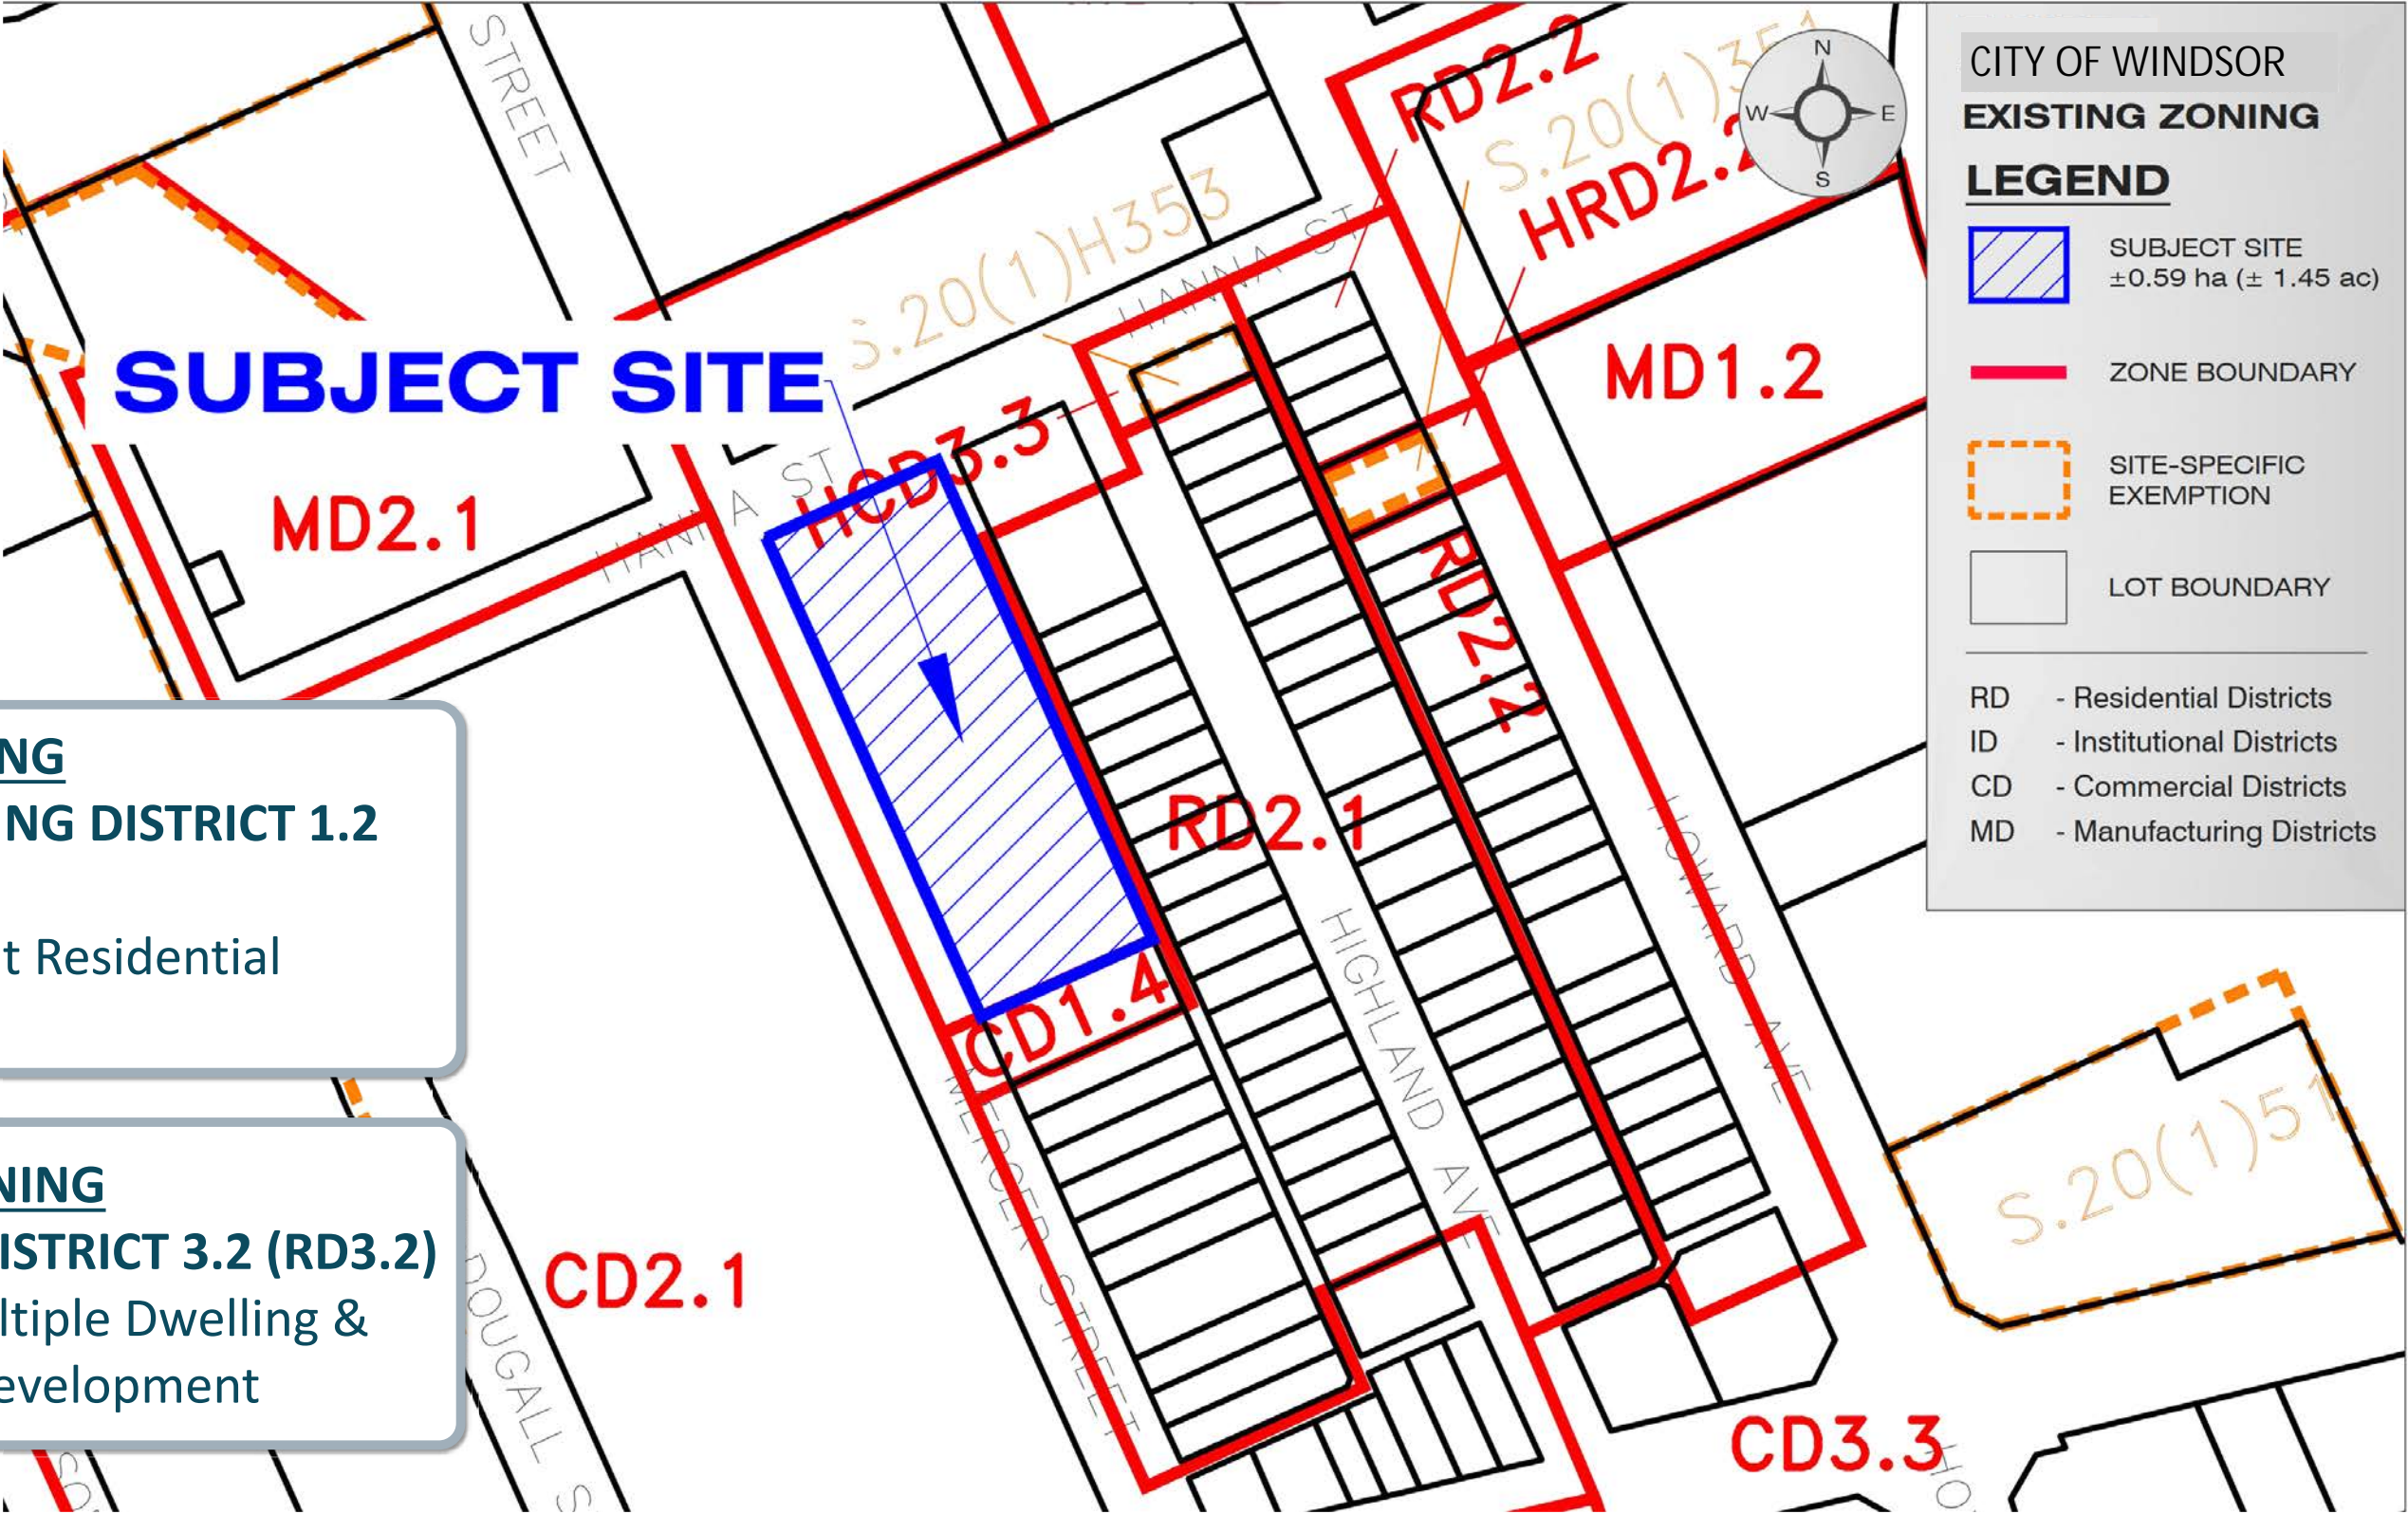 STREET
RD2.2
S.20(1)351
HRD2.2
S.20(1)H353
HANNA ST
SUBJECT SITE
HCD3.3
MD1.2
MD2.1
HANNA ST
RD2.2
RD2.1
HOWARD AVE
HIGHLAND AVE
CD1.4
MERCER STREET
CD2.1
DOUGALL S
S.20(1)51
CD3.3
HO
NG
NG DISTRICT 1.2
t Residential
NING
ISTRICT 3.2 (RD3.2)
ltiple Dwelling &
evelopment
N
W
E
S
CITY OF WINDSOR
EXISTING ZONING
LEGEND
SUBJECT SITE
±0.59 ha (± 1.45 ac)
ZONE BOUNDARY
SITE-SPECIFIC
EXEMPTION
LOT BOUNDARY
RD - Residential Districts
ID - Institutional Districts
CD - Commercial Districts
MD - Manufacturing Districts